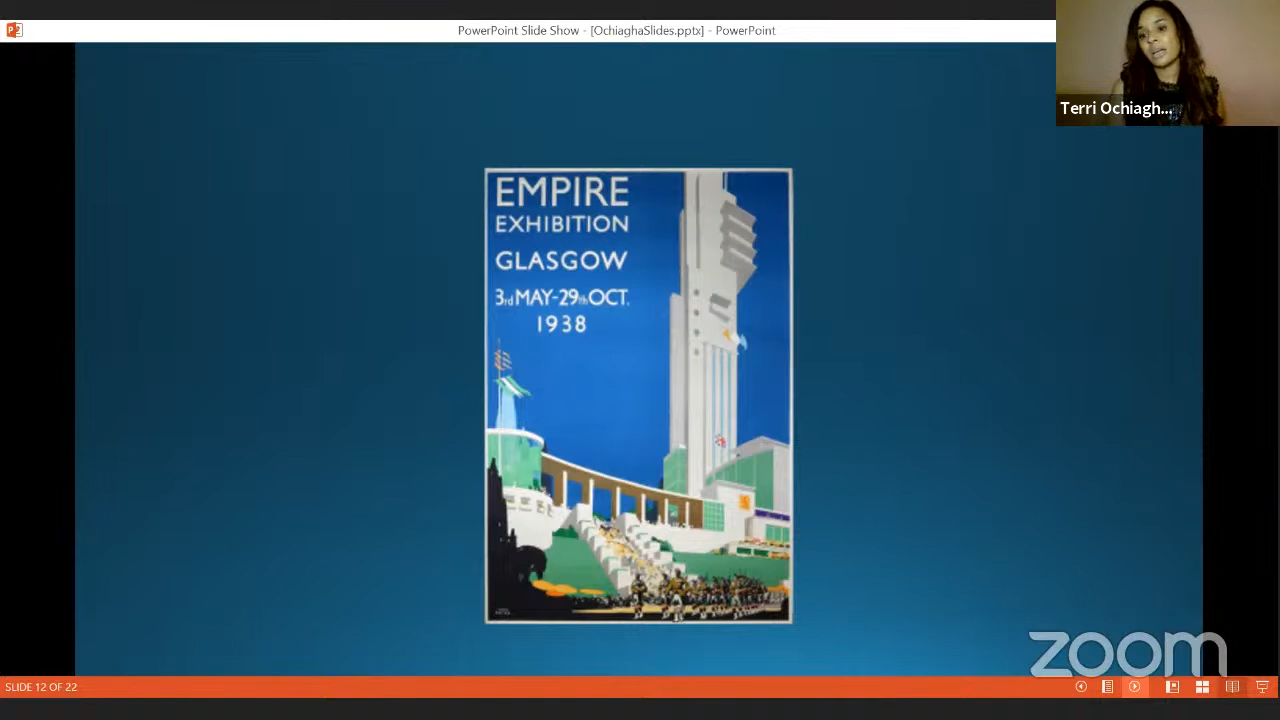 PowerPoint Slide Show - [OchiaghaSlides.pptx] - PowerPoint
Terri Ochiagh...
EMPIRE
EXHIBITION
GLASGOW
3rd MAY-29th OCT.
1938
zoom
SLIDE 12 OF 22